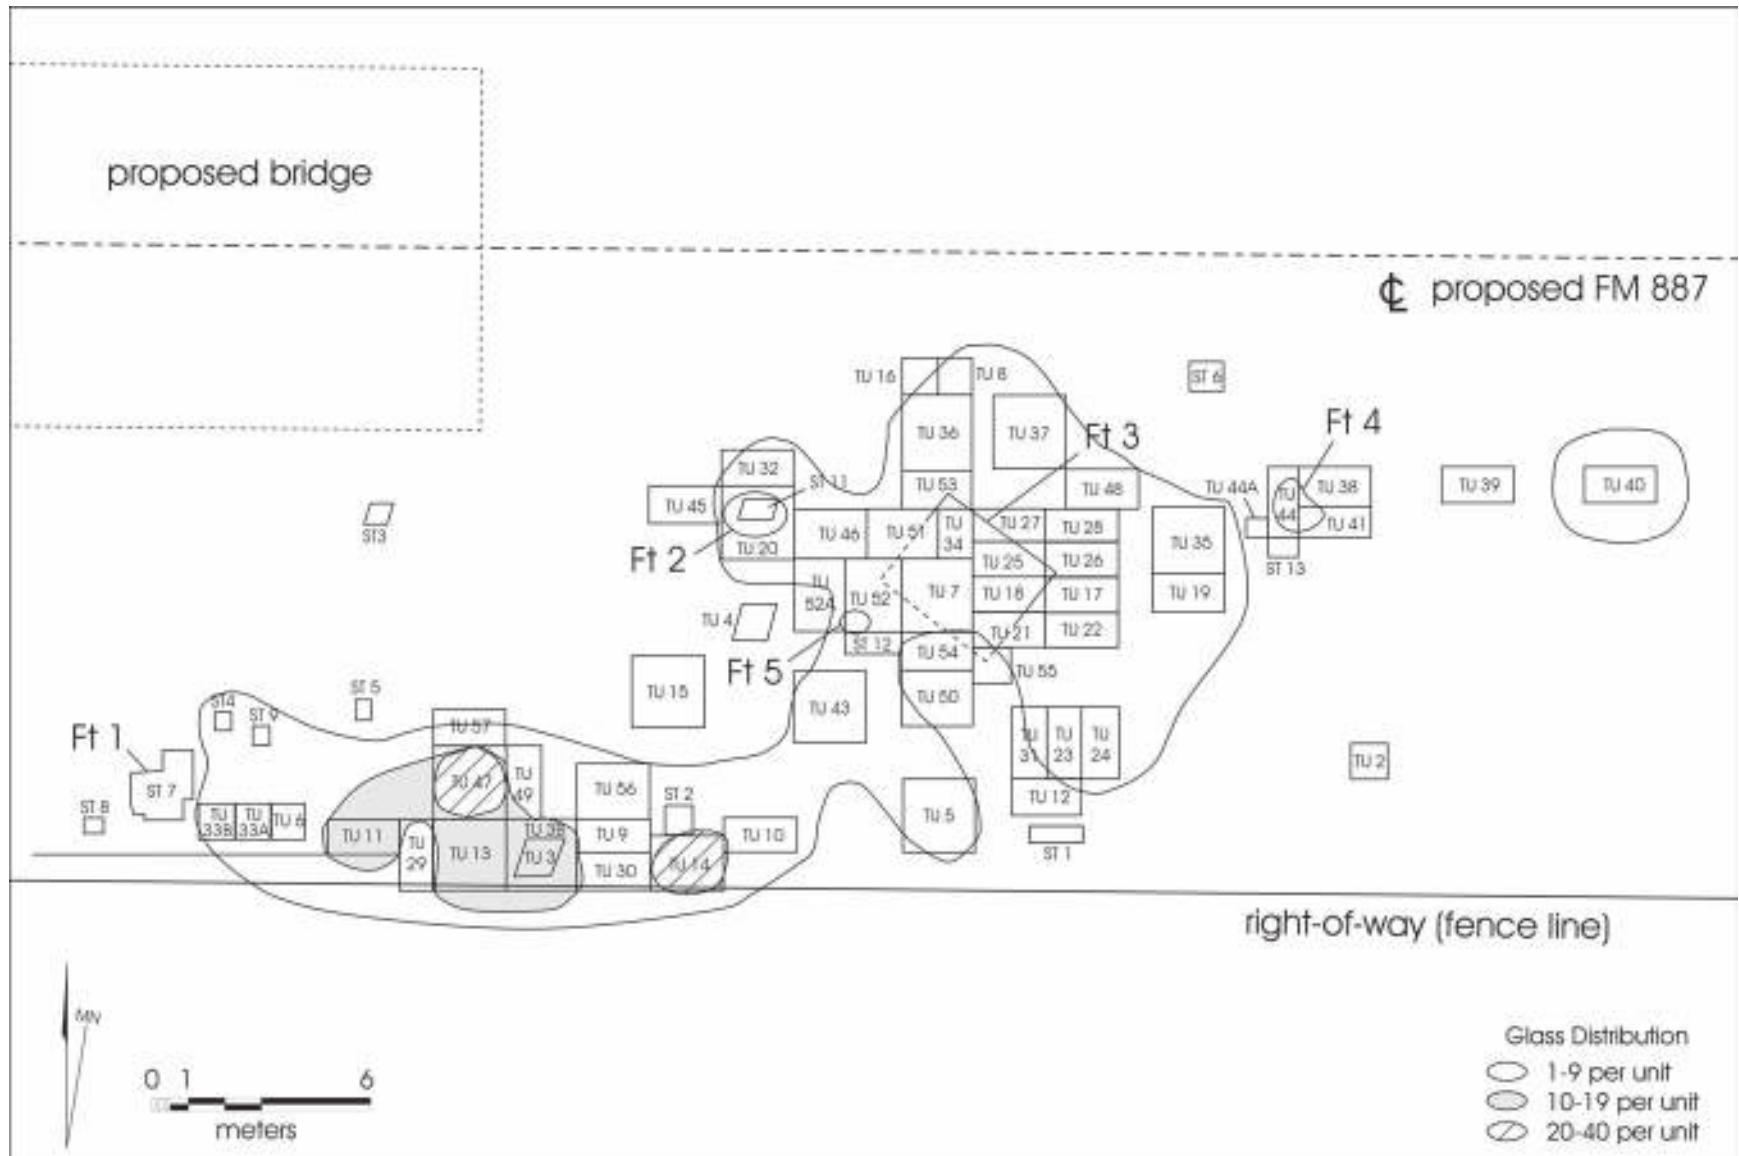 proposed bridge
℄ proposed FM 887
TU 16
TU 8
ST 6
TU 36
TU 37
Ft 3
Ft 4
TU 32
ST 11
TU 53
TU 48
TU 44A
TU
44
TU 38
TU 39
TU 40
TU 45
ST3
TU 46
TU 51
TU
34
TU 27
TU 28
TU 35
TU 41
Ft 2
TU 20
TU 25
TU 26
ST 13
TU
52A
TU 52
TU 7
TU 18
TU 17
TU 19
TU 4
TU 21
TU 22
ST 12
TU 54
Ft 5
TU 55
ST 5
TU 15
TU 43
TU 50
ST4
ST 9
Ft 1
TU 57
TU
31
TU
23
TU
24
TU 2
ST 7
TU 47
TU
49
TU 56
ST 2
TU 12
ST 8
TU
33B
TU
33A
TU 6
TU 11
TU
29
TU 13
TU 3
TU 9
TU 10
TU 5
TU 30
TU 14
ST 1
right-of-way (fence line)
MN
0 1 6
meters
Glass Distribution
1-9 per unit
10-19 per unit
20-40 per unit